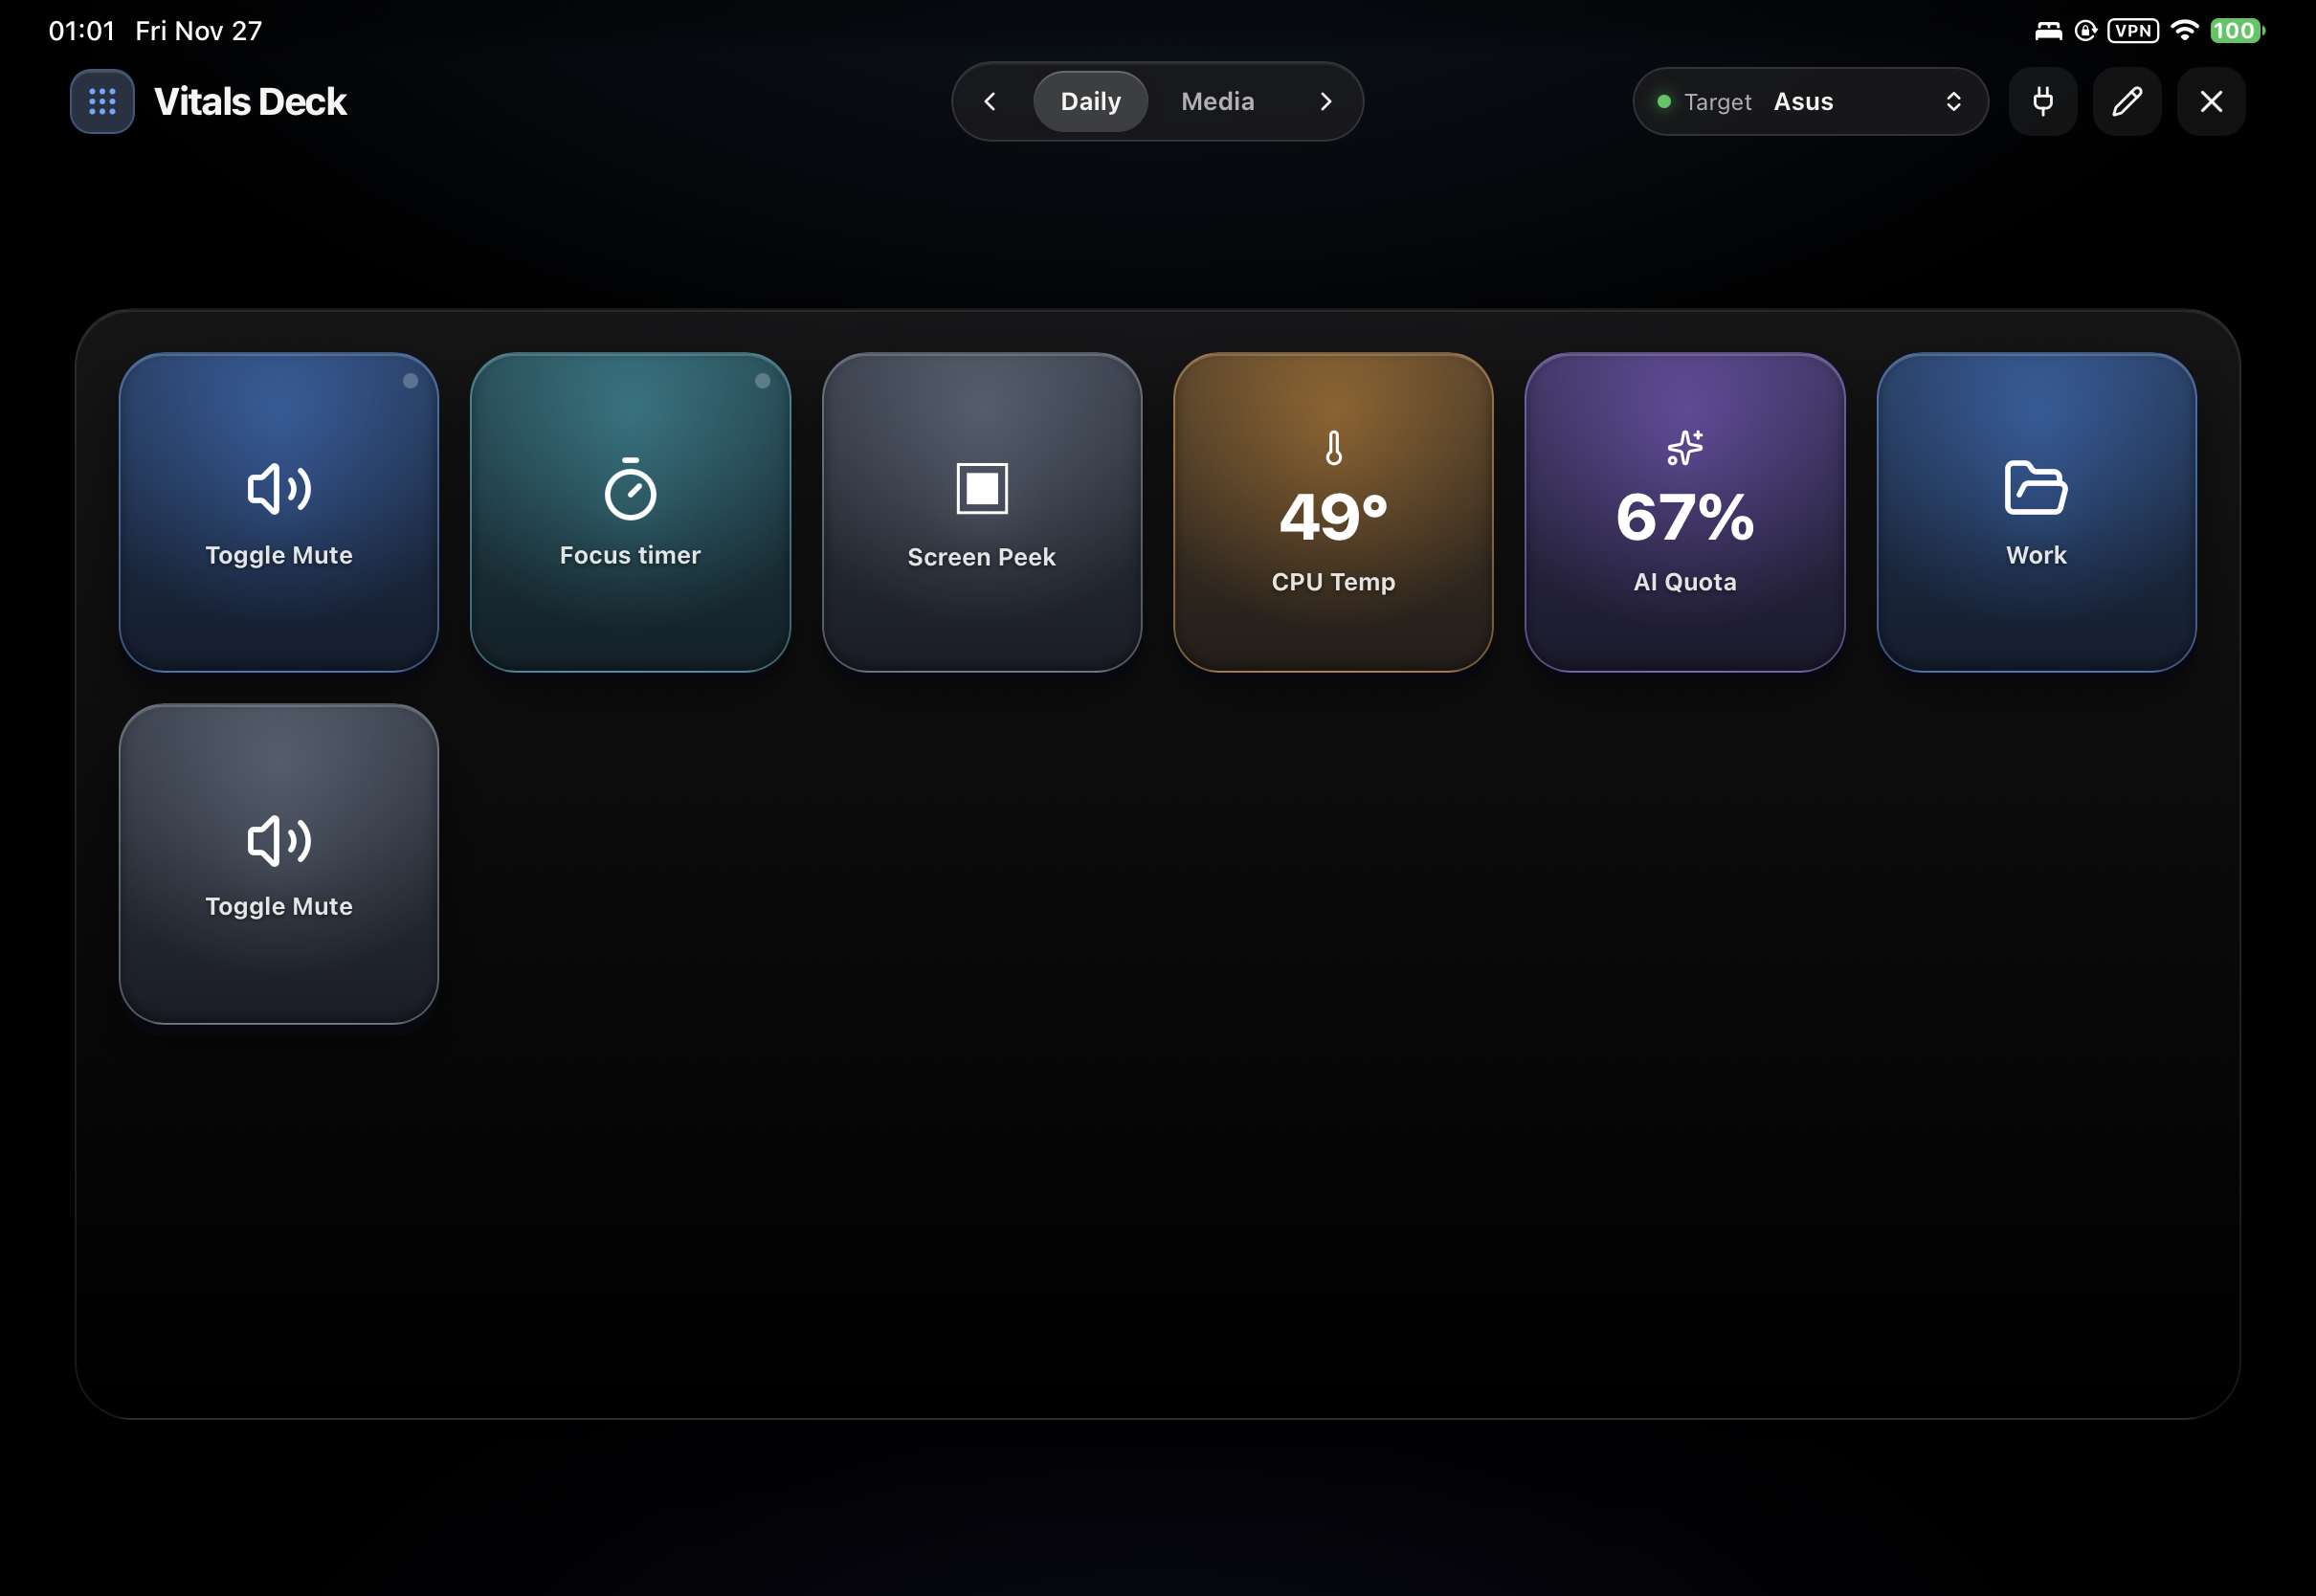 01:01 Fri Nov 27
VPN
100
Vitals Deck
Daily
Media
Target Asus
Toggle Mute
Focus timer
Screen Peek
49°
CPU Temp
67%
AI Quota
Work
Toggle Mute